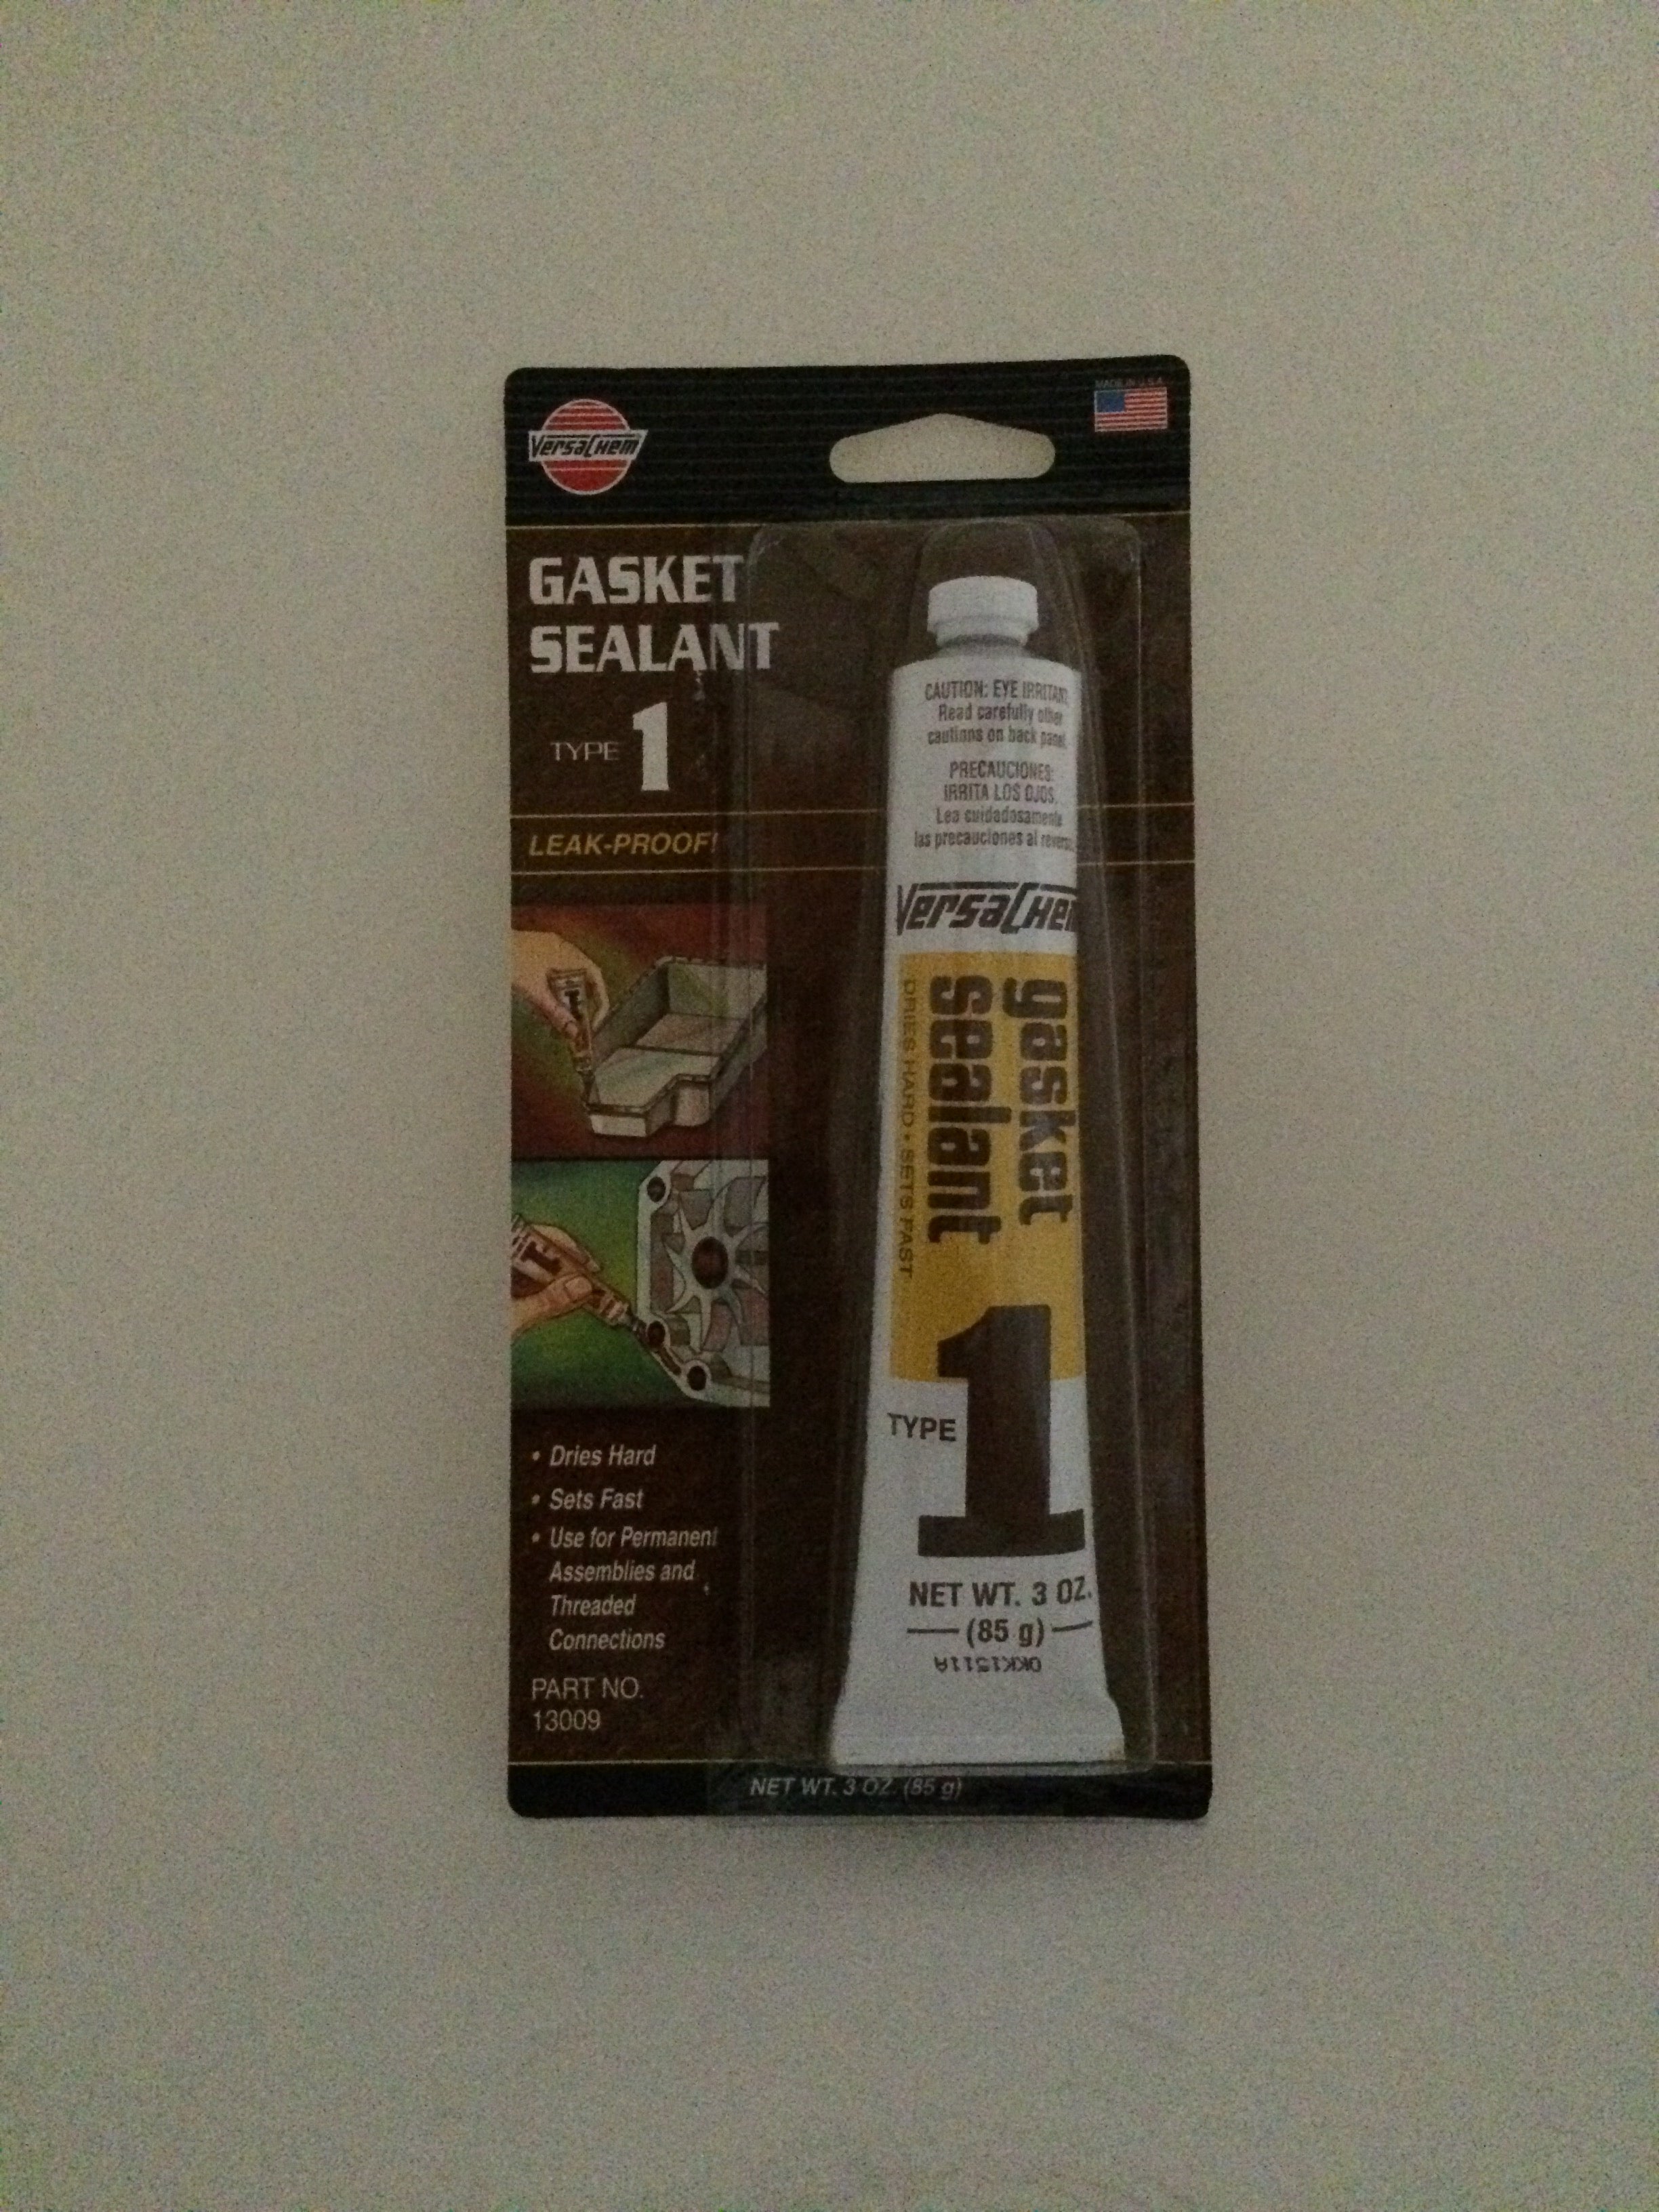 MADE IN U.S.A.
VersaChem
GASKET
SEALANT
TYPE 1
LEAK-PROOF!
• Dries Hard
• Sets Fast
• Use for Permanent
Assemblies and
Threaded
Connections
PART NO.
13009
NET WT. 3 OZ. (85 g)
CAUTION: EYE IRRITANT
Read carefully other
cautions on back panel.
PRECAUCIONES:
IRRITA LOS OJOS.
Lea cuidadosamente
las precauciones al reverso
VersaChem
gasket
sealant
DRIES HARD • SETS FAST
TYPE 1
NET WT. 3 OZ.
(85 g)
OKK1511A